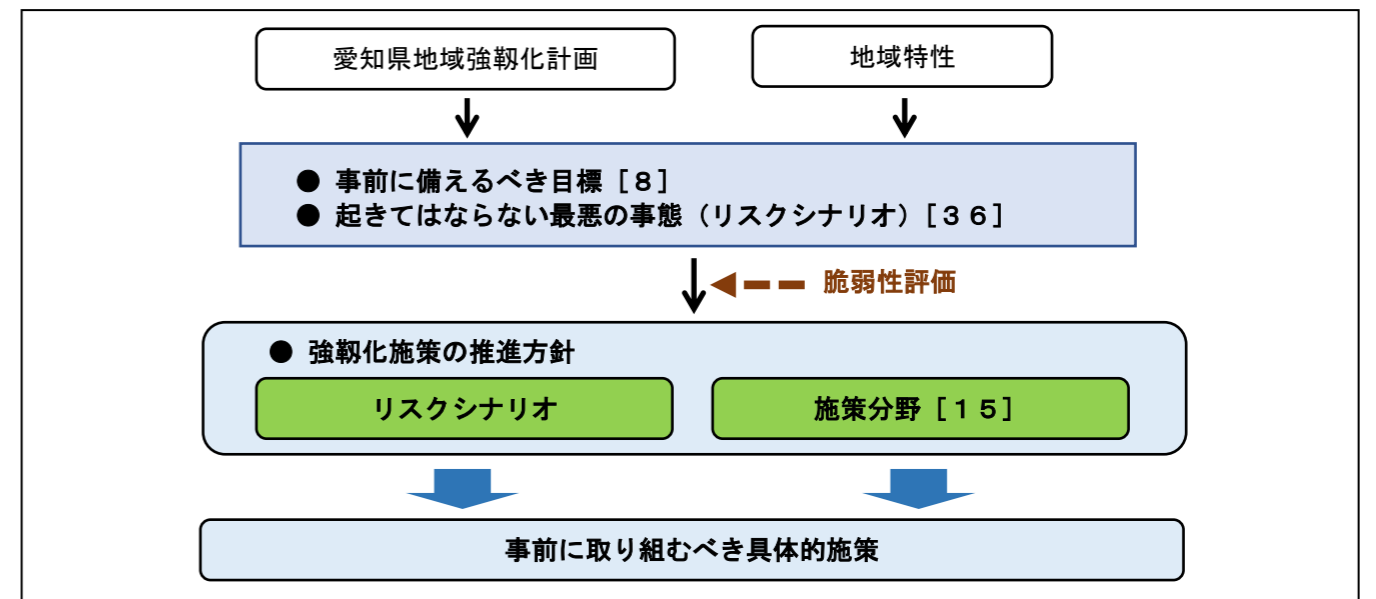 愛知県地域強靱化計画
地域特性
● 事前に備えるべき目標［８］
● 起きてはならない最悪の事態（リスクシナリオ）［３６］
脆弱性評価
● 強靱化施策の推進方針
リスクシナリオ
施策分野［１５］
事前に取り組むべき具体的施策